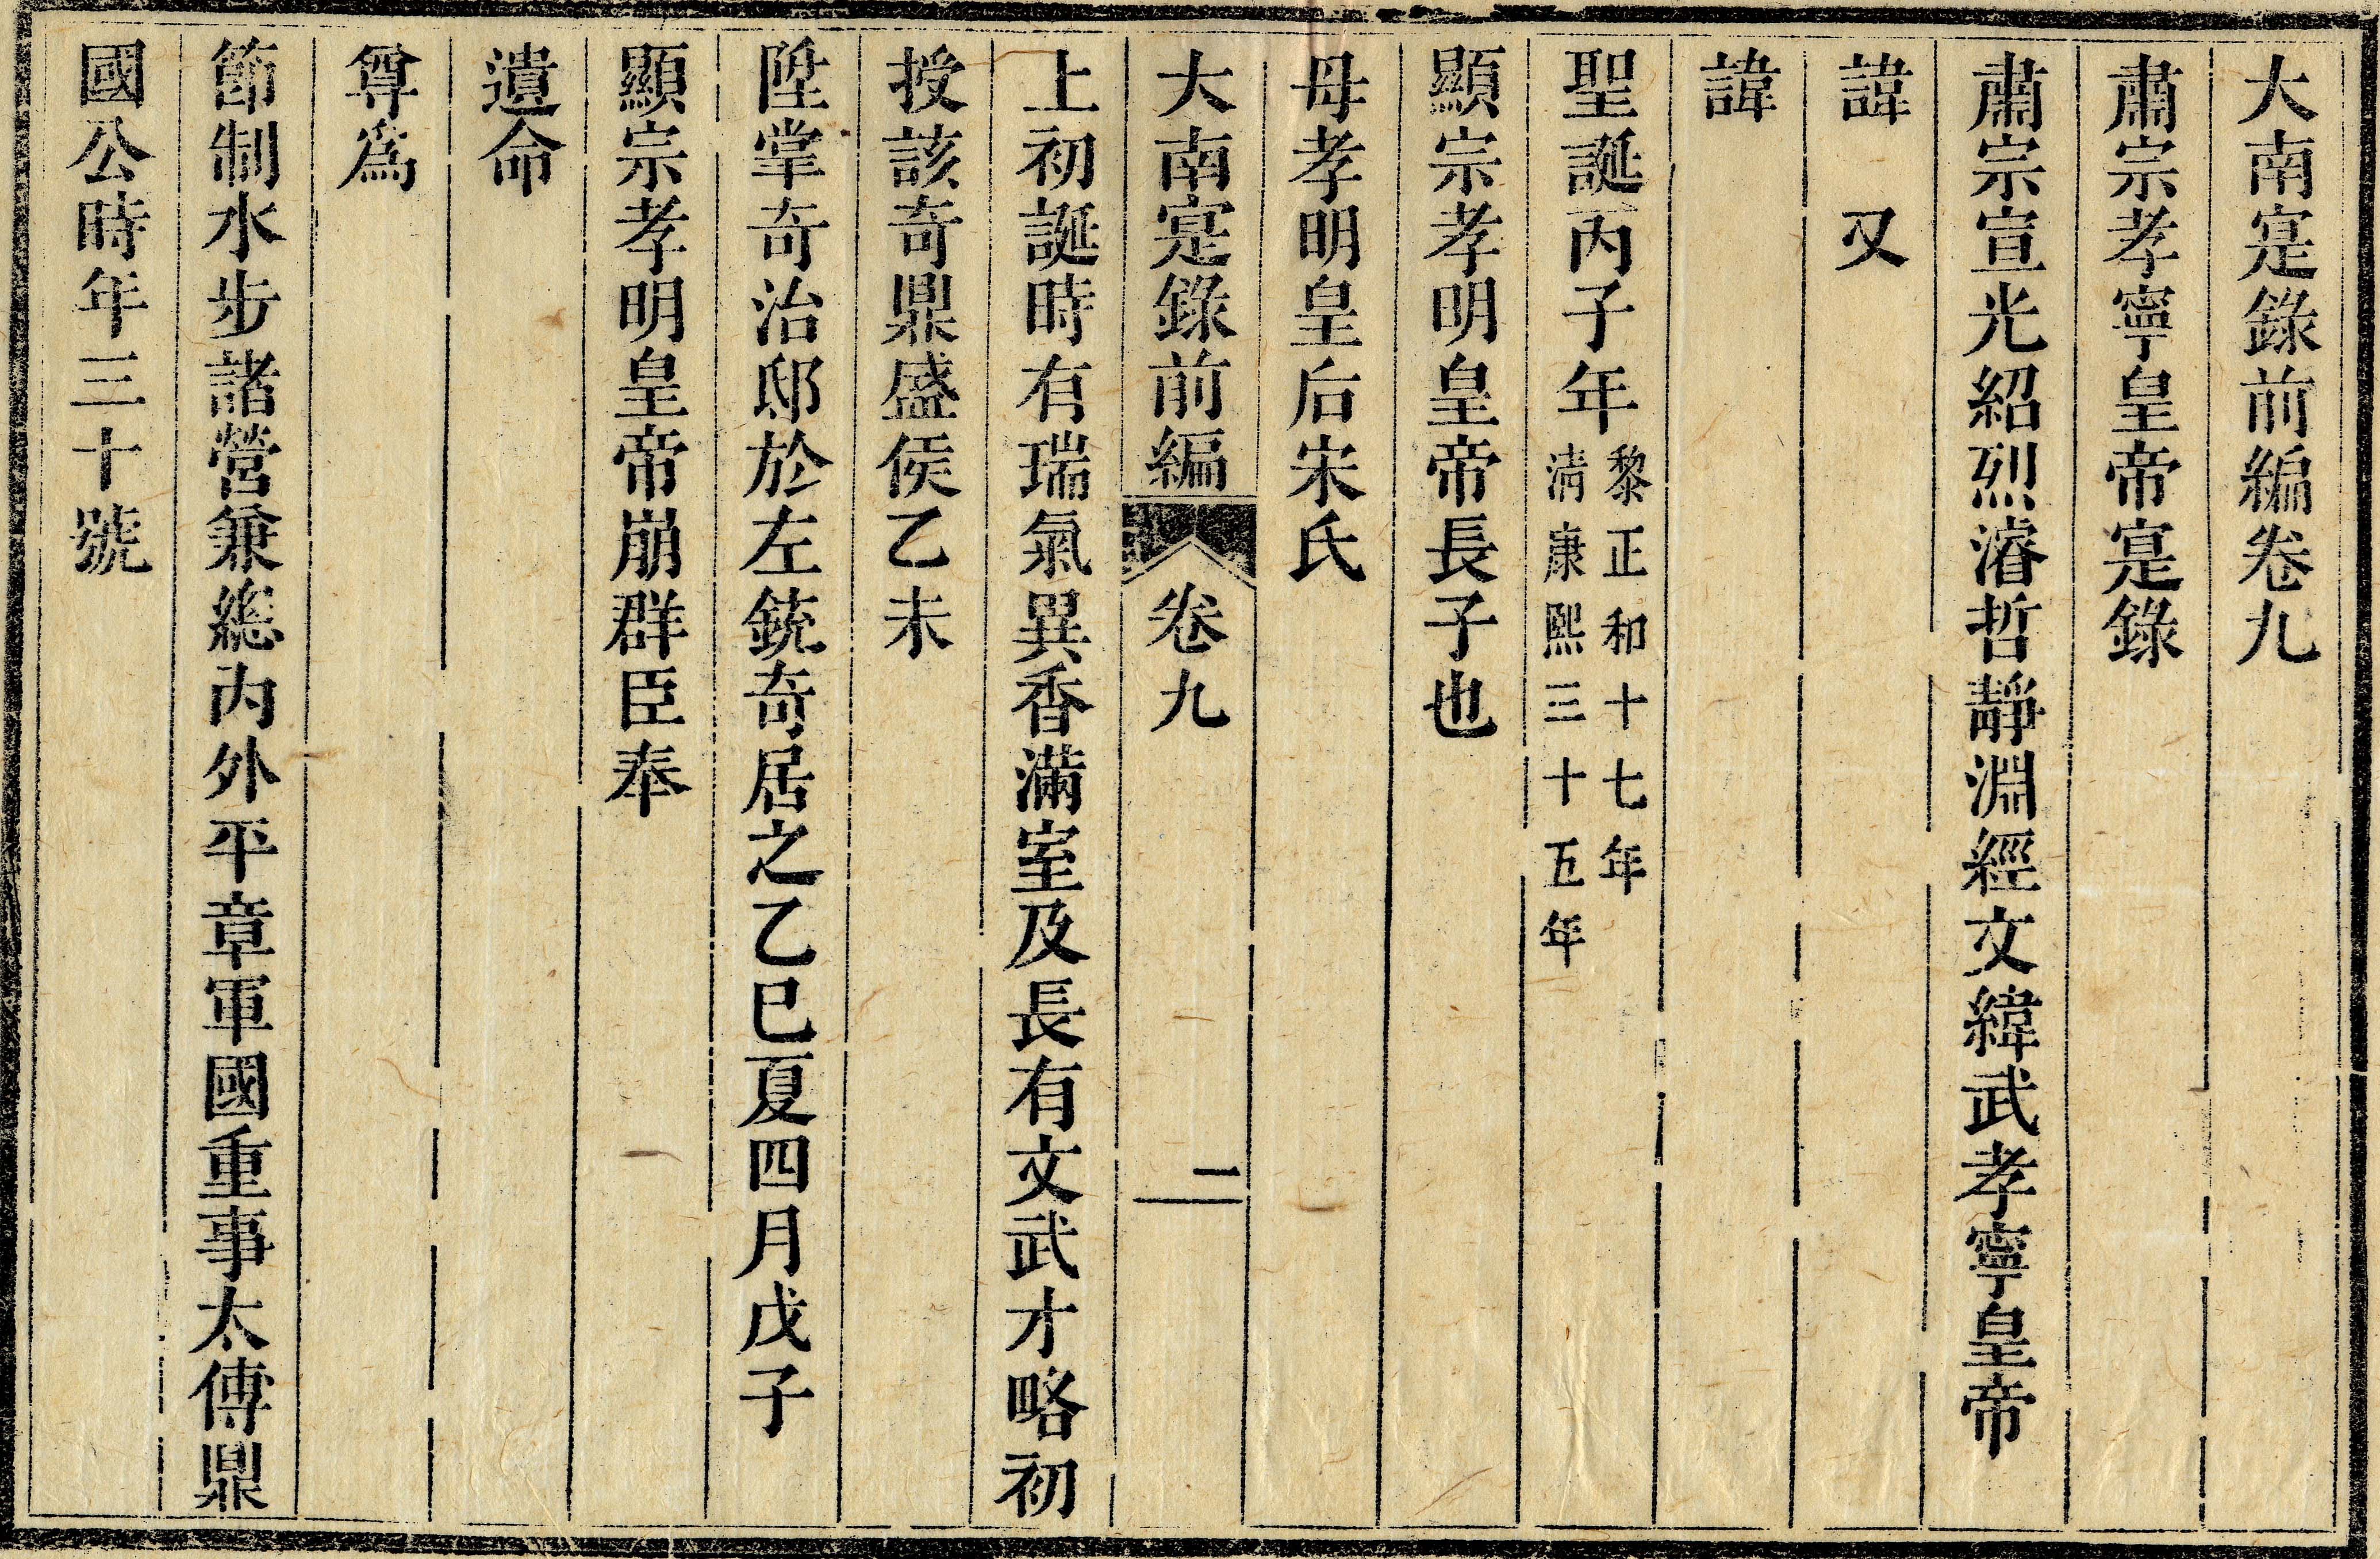 大南寔錄前編卷九
肅宗孝寧皇帝寔錄
肅宗宣光紹烈濬哲靜淵經文緯武孝寧皇帝
諱 又
諱
聖誕丙子年黎正和十七年
清康熙三十五年
顯宗孝明皇帝長子也
母孝明皇后宋氏
大南寔錄前編 卷九 一
上初誕時有瑞氣異香滿室及長有文武才略初
授該奇鼎盛侯乙未
陞掌奇治邸於左銃奇居之乙巳夏四月戊子
顯宗孝明皇帝崩群臣奉
遺命
尊爲
節制水步諸營兼總內外平章軍國重事太傅鼎
國公時年三十號